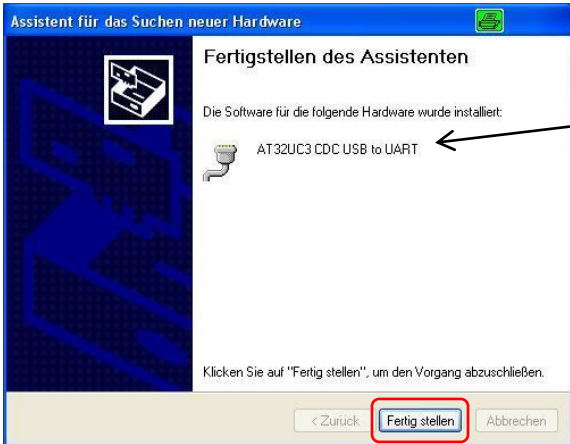 Assistent für das Suchen neuer Hardware
Fertigstellen des Assistenten
Die Software für die folgende Hardware wurde installiert:
AT32UC3 CDC USB to UART
Klicken Sie auf "Fertig stellen", um den Vorgang abzuschließen.
< Zurück Fertig stellen Abbrechen